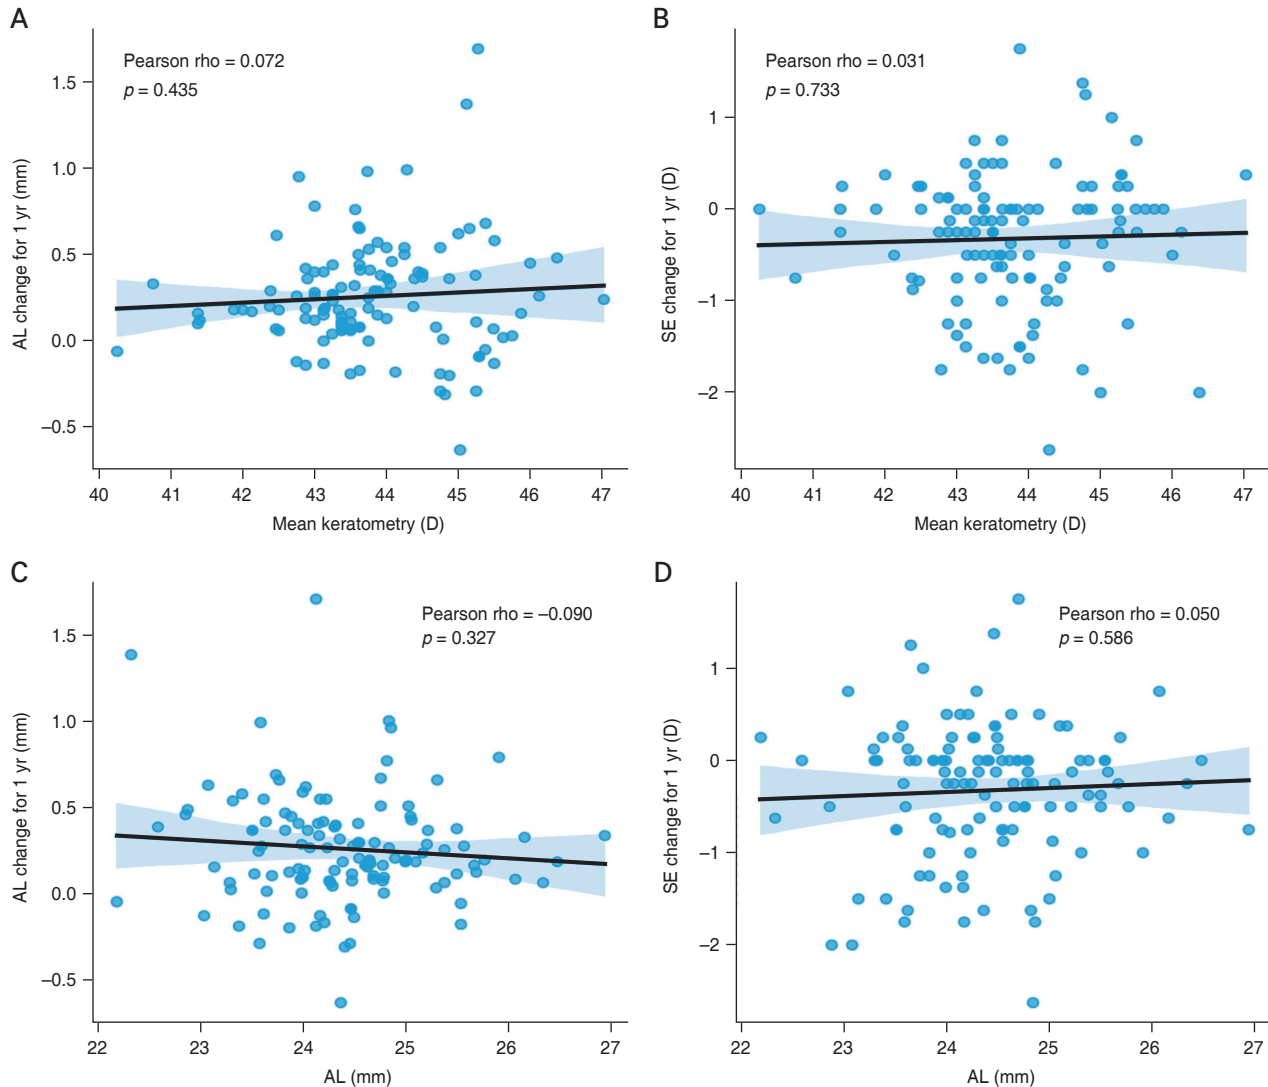 A
Pearson rho = 0.072
p = 0.435
AL change for 1 yr (mm)
1.5
1.0
0.5
0.0
–0.5
40 41 42 43 44 45 46 47
Mean keratometry (D)
B
Pearson rho = 0.031
p = 0.733
SE change for 1 yr (D)
1
0
–1
–2
40 41 42 43 44 45 46 47
Mean keratometry (D)
C
Pearson rho = –0.090
p = 0.327
AL change for 1 yr (mm)
1.5
1.0
0.5
0.0
–0.5
22 23 24 25 26 27
AL (mm)
D
Pearson rho = 0.050
p = 0.586
SE change for 1 yr (D)
1
0
–1
–2
22 23 24 25 26 27
AL (mm)